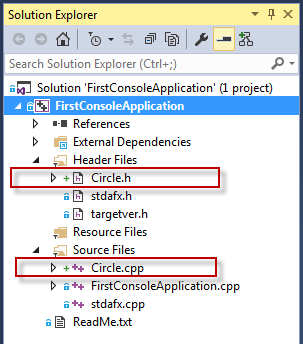 Solution Explorer
Search Solution Explorer (Ctrl+;)
Solution 'FirstConsoleApplication' (1 project)
FirstConsoleApplication
References
External Dependencies
Header Files
Circle.h
stdafx.h
targetver.h
Resource Files
Source Files
Circle.cpp
FirstConsoleApplication.cpp
stdafx.cpp
ReadMe.txt